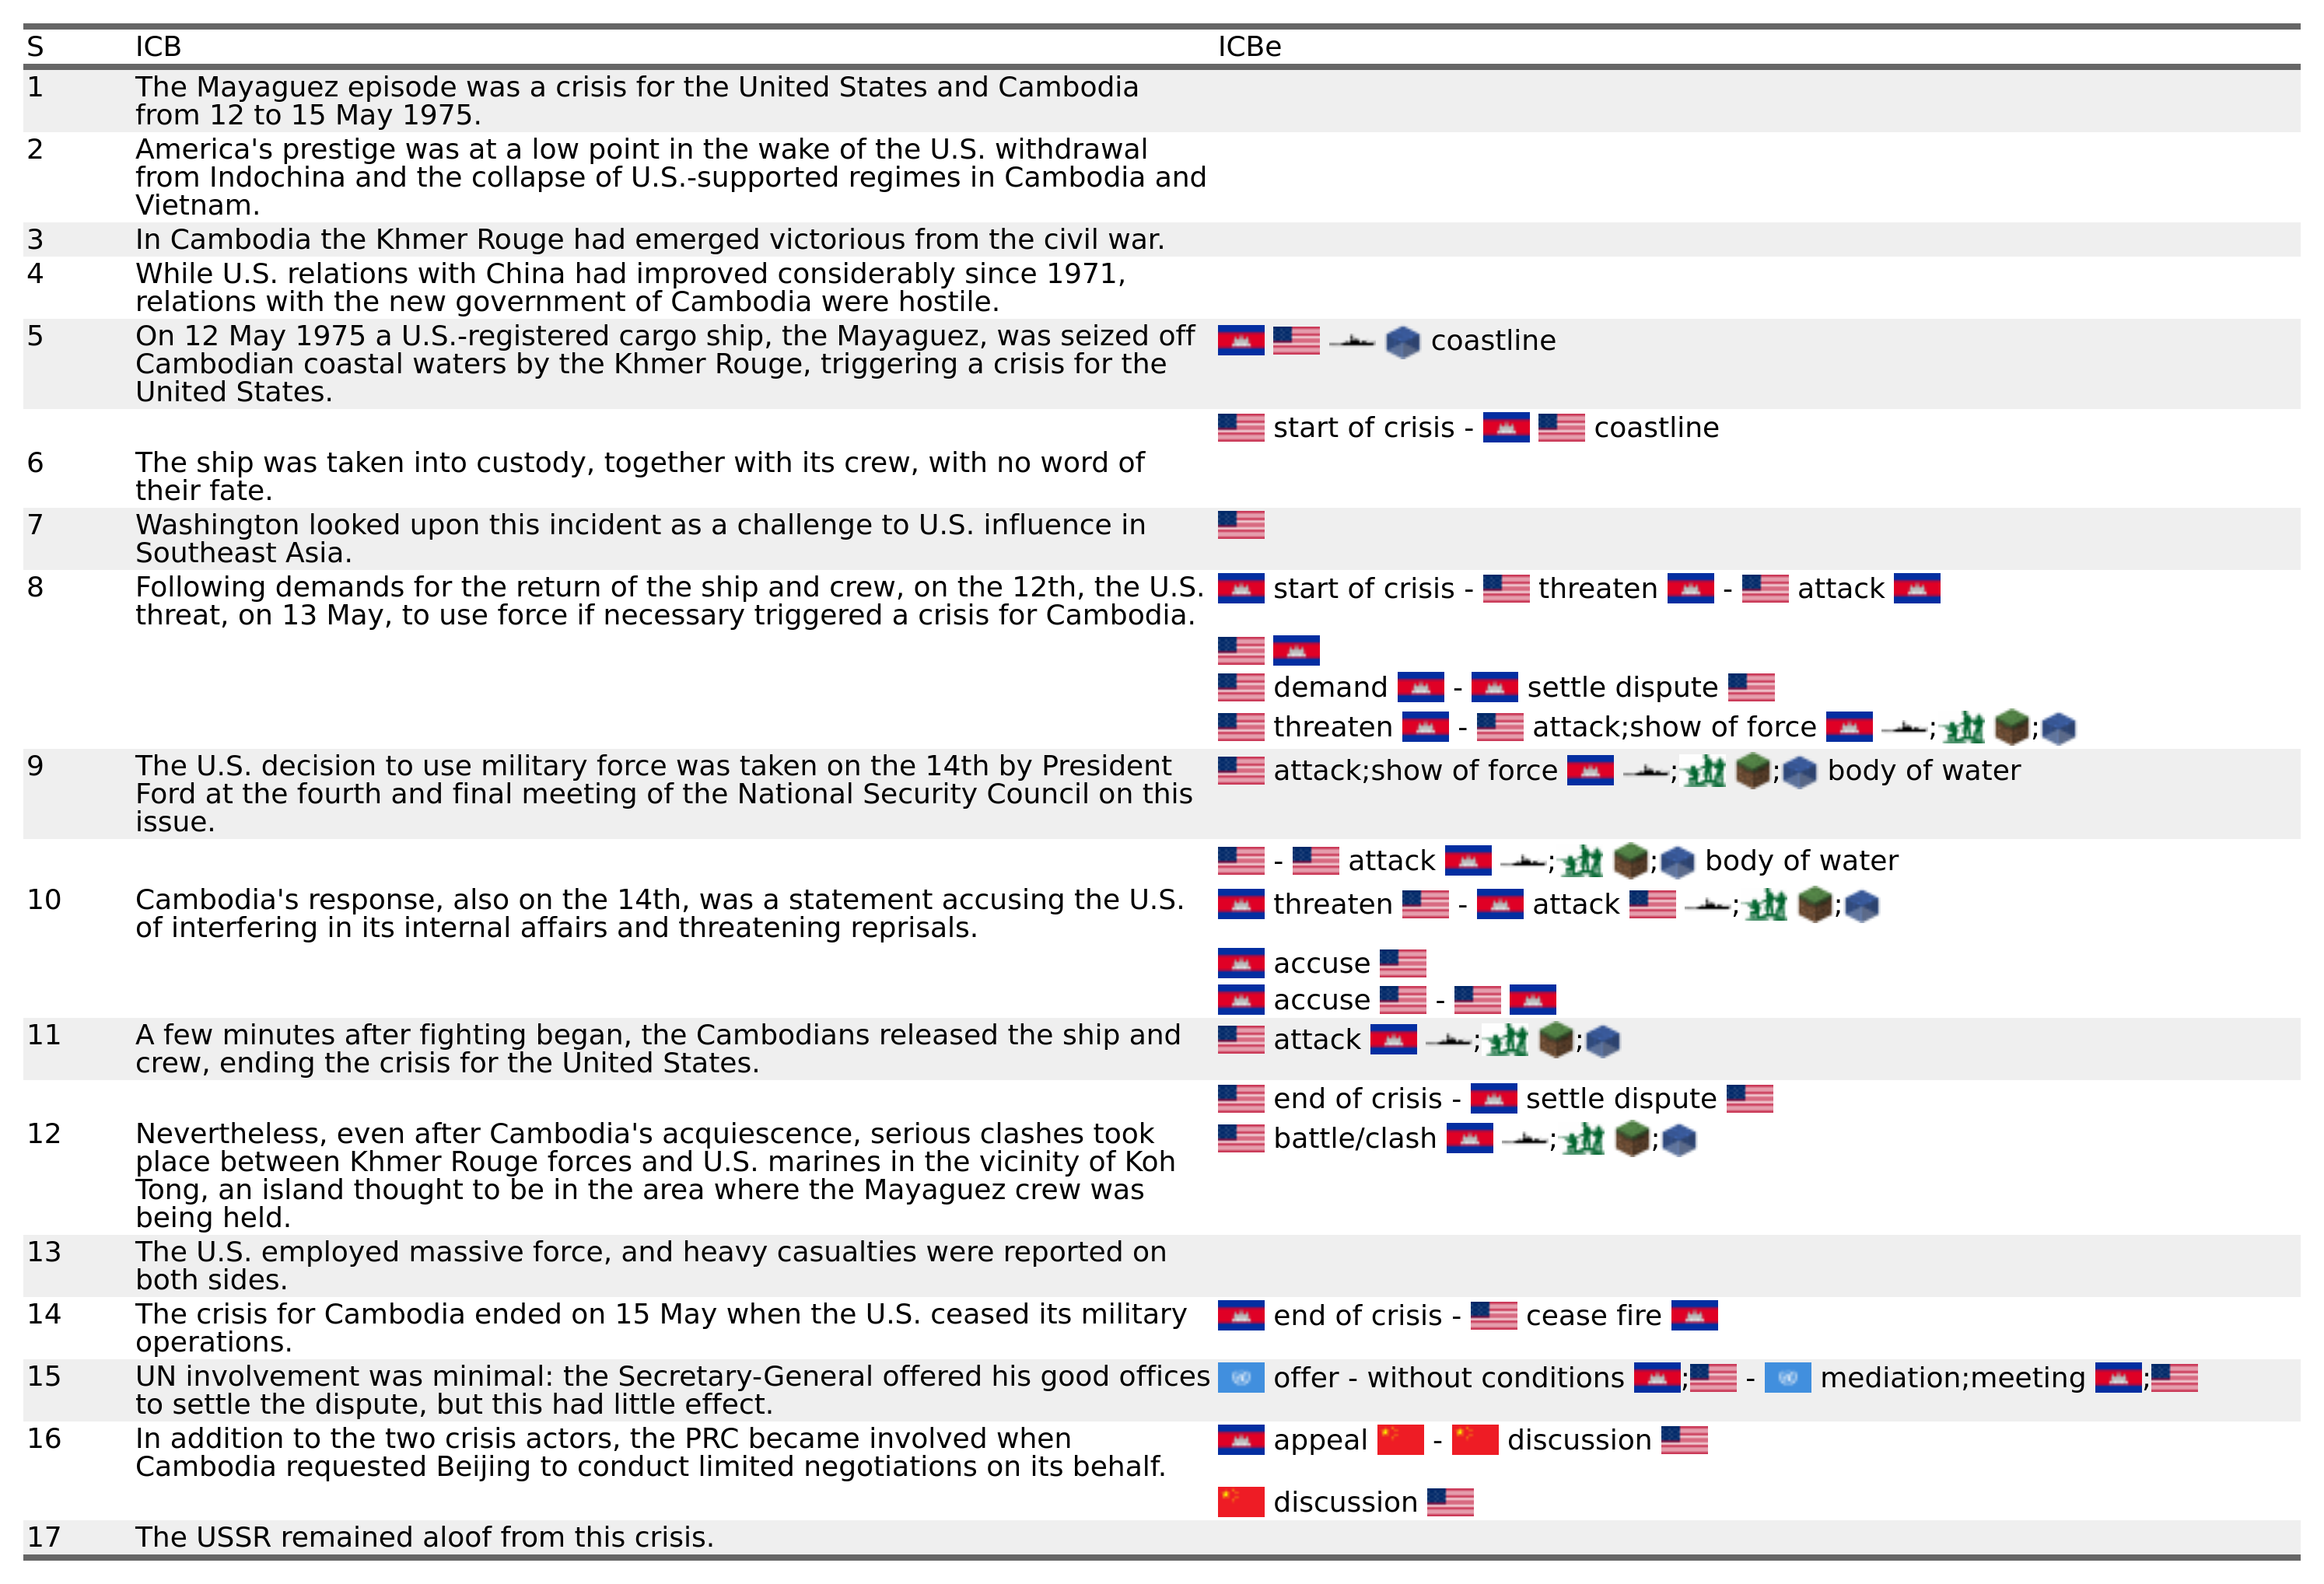 S ICB ICBe
1 The Mayaguez episode was a crisis for the United States and Cambodia
from 12 to 15 May 1975.
2 America's prestige was at a low point in the wake of the U.S. withdrawal
from Indochina and the collapse of U.S.-supported regimes in Cambodia and
Vietnam.
3 In Cambodia the Khmer Rouge had emerged victorious from the civil war.
4 While U.S. relations with China had improved considerably since 1971,
relations with the new government of Cambodia were hostile.
5 On 12 May 1975 a U.S.-registered cargo ship, the Mayaguez, was seized off coastline
Cambodian coastal waters by the Khmer Rouge, triggering a crisis for the
United States.
start of crisis - coastline
6 The ship was taken into custody, together with its crew, with no word of
their fate.
7 Washington looked upon this incident as a challenge to U.S. influence in
Southeast Asia.
8 Following demands for the return of the ship and crew, on the 12th, the U.S. start of crisis - threaten - attack
threat, on 13 May, to use force if necessary triggered a crisis for Cambodia.
demand - settle dispute
threaten - attack;show of force ; ;
9 The U.S. decision to use military force was taken on the 14th by President attack;show of force ; ; body of water
Ford at the fourth and final meeting of the National Security Council on this
issue.
- attack ; ; body of water
10 Cambodia's response, also on the 14th, was a statement accusing the U.S. threaten - attack ; ;
of interfering in its internal affairs and threatening reprisals.
accuse
accuse -
11 A few minutes after fighting began, the Cambodians released the ship and attack ; ;
crew, ending the crisis for the United States.
end of crisis - settle dispute
12 Nevertheless, even after Cambodia's acquiescence, serious clashes took battle/clash ; ;
place between Khmer Rouge forces and U.S. marines in the vicinity of Koh
Tong, an island thought to be in the area where the Mayaguez crew was
being held.
13 The U.S. employed massive force, and heavy casualties were reported on
both sides.
14 The crisis for Cambodia ended on 15 May when the U.S. ceased its military end of crisis - cease fire
operations.
15 UN involvement was minimal: the Secretary-General offered his good offices offer - without conditions ; - mediation;meeting ;
to settle the dispute, but this had little effect.
16 In addition to the two crisis actors, the PRC became involved when appeal - discussion
Cambodia requested Beijing to conduct limited negotiations on its behalf.
discussion
17 The USSR remained aloof from this crisis.